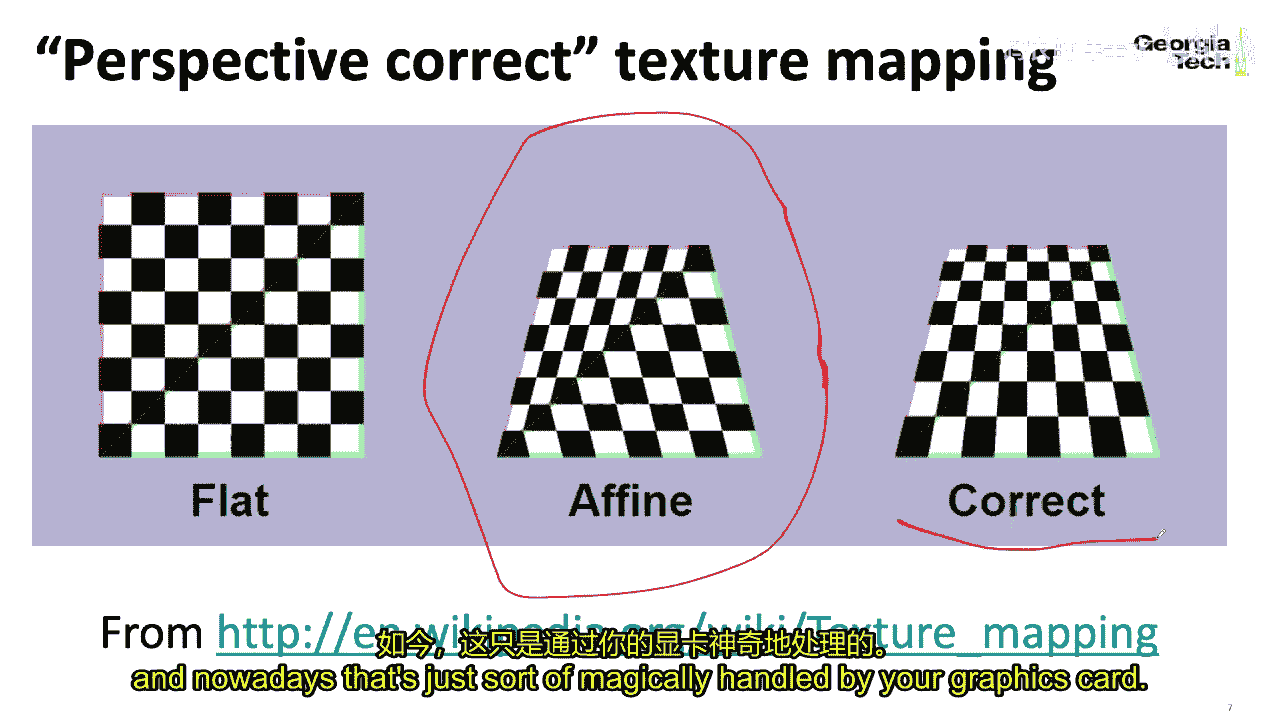 “Perspective correct” texture mapping
Georgia
Tech
Flat
Affine
Correct
From http://en.wikipedia.org/wiki/Texture_mapping
如今，这只是通过你的显卡神奇地处理的。
and nowadays that's just sort of magically handled by your graphics card.
7